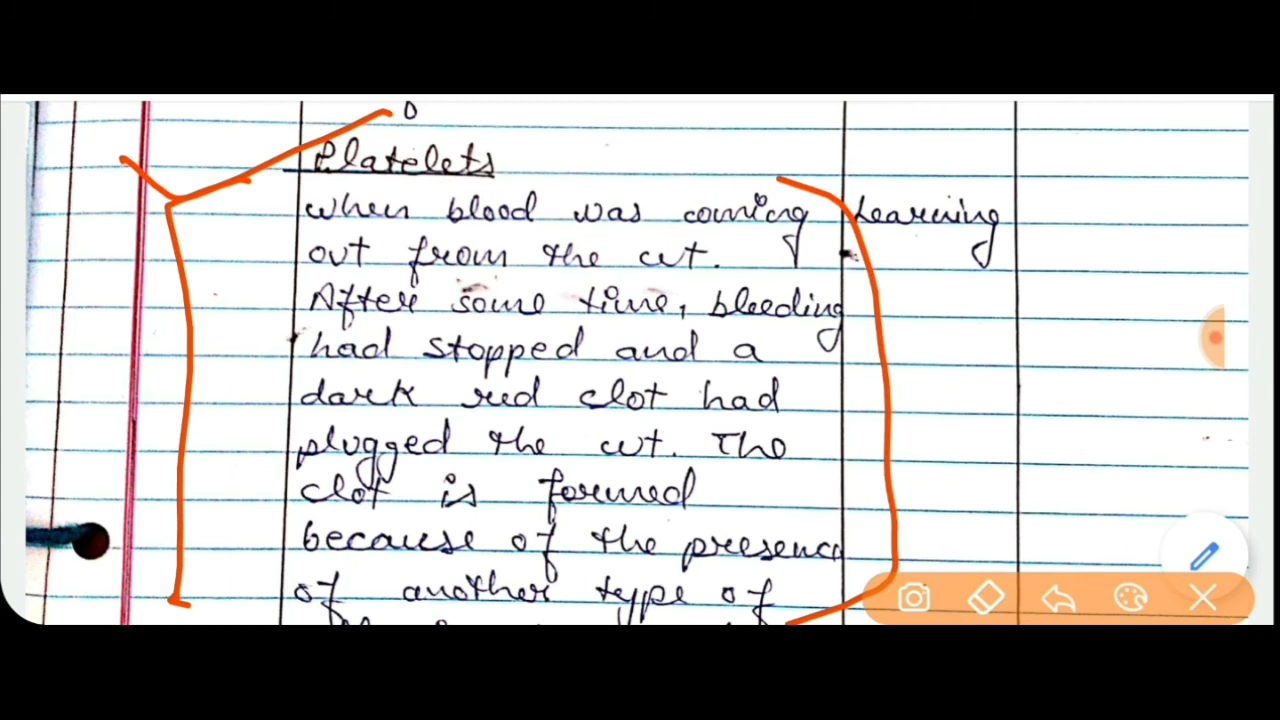 Platelets
when blood was coming
out from the cut.
After some time, bleeding
had stopped and a
dark red clot had
plugged the cut. The
clot is formed
because of the presence
of another type of
Learning